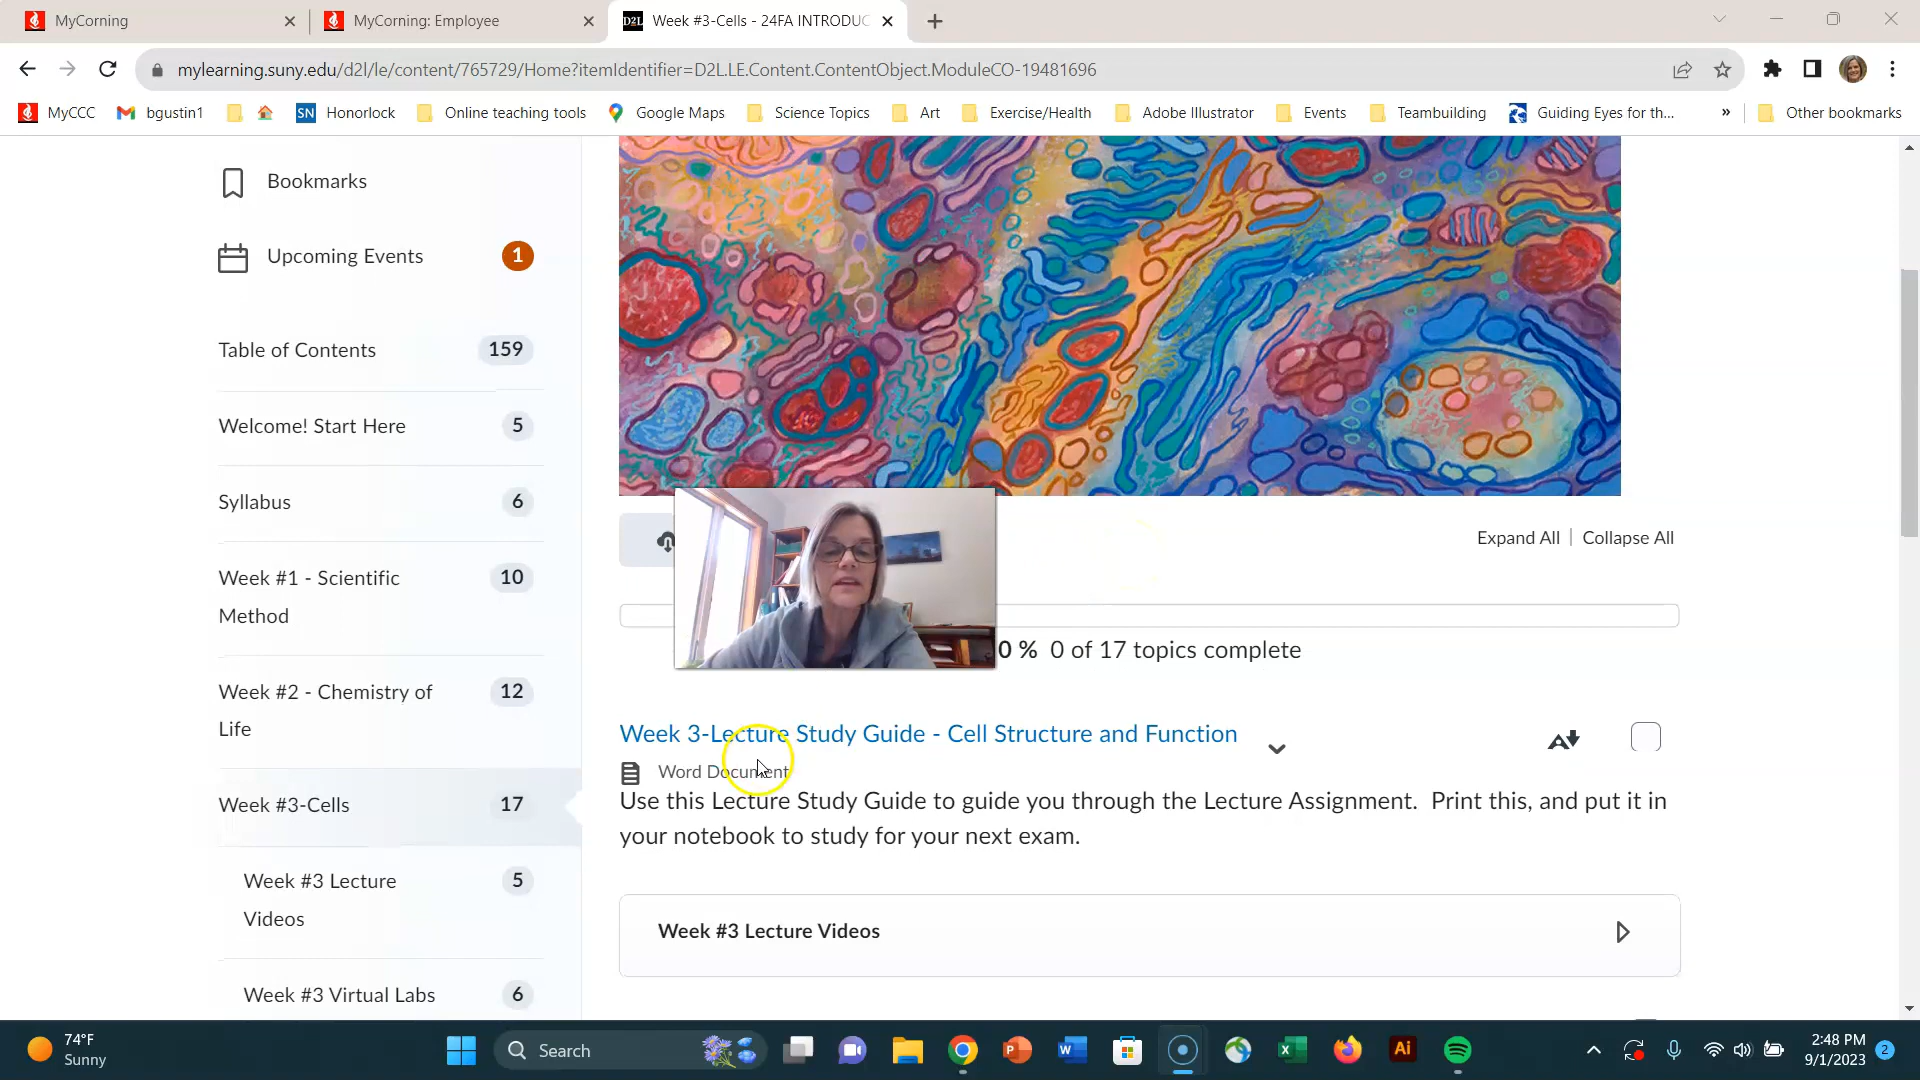 MyCorning
MyCorning: Employee
D2L Week #3-Cells - 24FA INTRODUC
mylearning.suny.edu/d2l/le/content/765729/Home?itemIdentifier=D2L.LE.Content.ContentObject.ModuleCO-19481696
MyCCC bgustin1 SN Honorlock Online teaching tools Google Maps Science Topics Art Exercise/Health Adobe Illustrator Events Teambuilding Guiding Eyes for th... » Other bookmarks
Bookmarks
Upcoming Events 1
Table of Contents 159
Welcome! Start Here 5
Syllabus 6
Week #1 - Scientific 10
Method
Week #2 - Chemistry of 12
Life
Week #3-Cells 17
Week #3 Lecture 5
Videos
Week #3 Virtual Labs 6
Expand All | Collapse All
0 % 0 of 17 topics complete
Week 3-Lecture Study Guide - Cell Structure and Function
Word Document
Use this Lecture Study Guide to guide you through the Lecture Assignment. Print this, and put it in
your notebook to study for your next exam.
Week #3 Lecture Videos
74°F
Sunny
Search
P W Ai
2:48 PM
9/1/2023 2